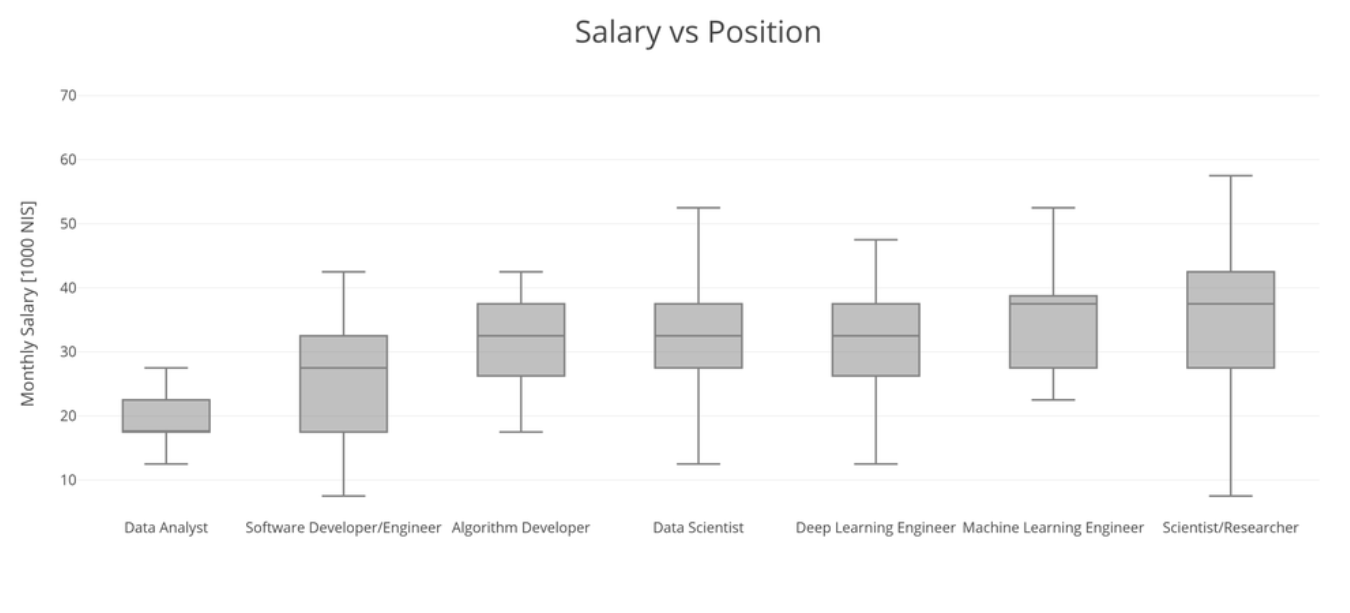 Salary vs Position
70
60
50
40
30
20
10
Monthly Salary [1000 NIS]
Data Analyst
Software Developer/Engineer
Algorithm Developer
Data Scientist
Deep Learning Engineer
Machine Learning Engineer
Scientist/Researcher